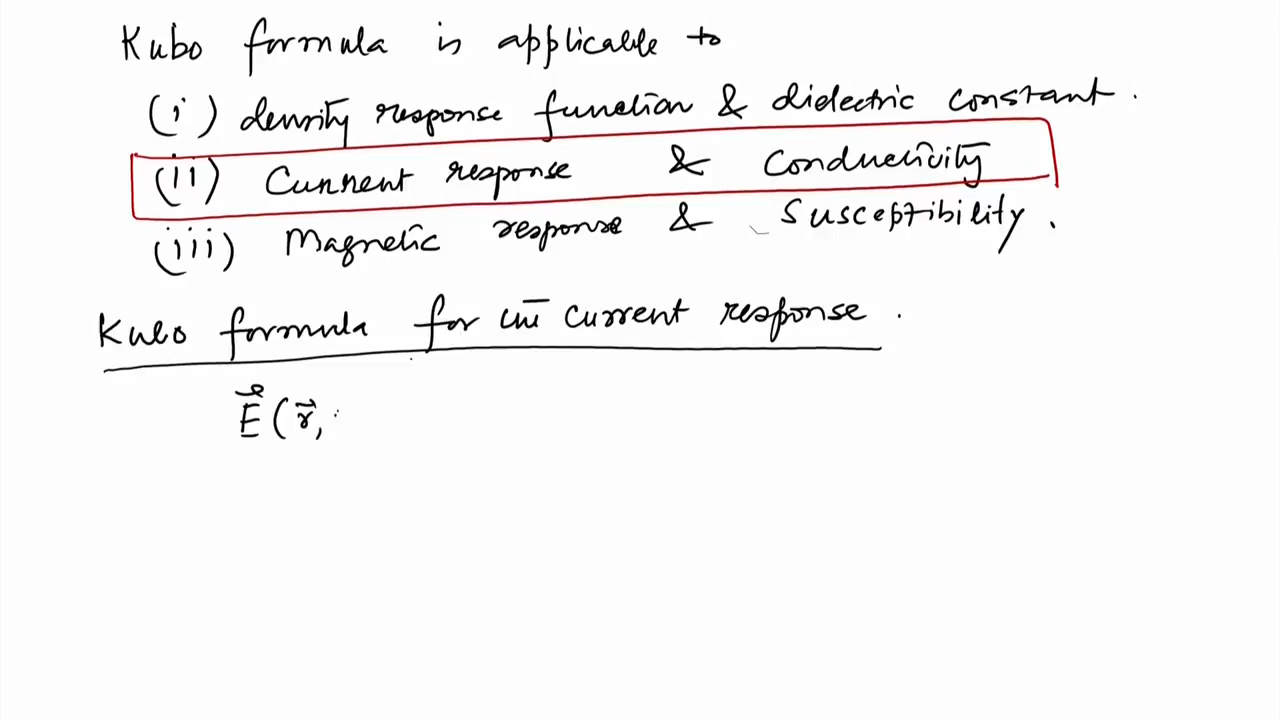 Kubo formula is applicable to
(i) density response function & dielectric constant.
(ii) Current response & Conductivity
(iii) Magnetic response & Susceptibility.
Kubo formula for current response.
E⃗(r⃗,